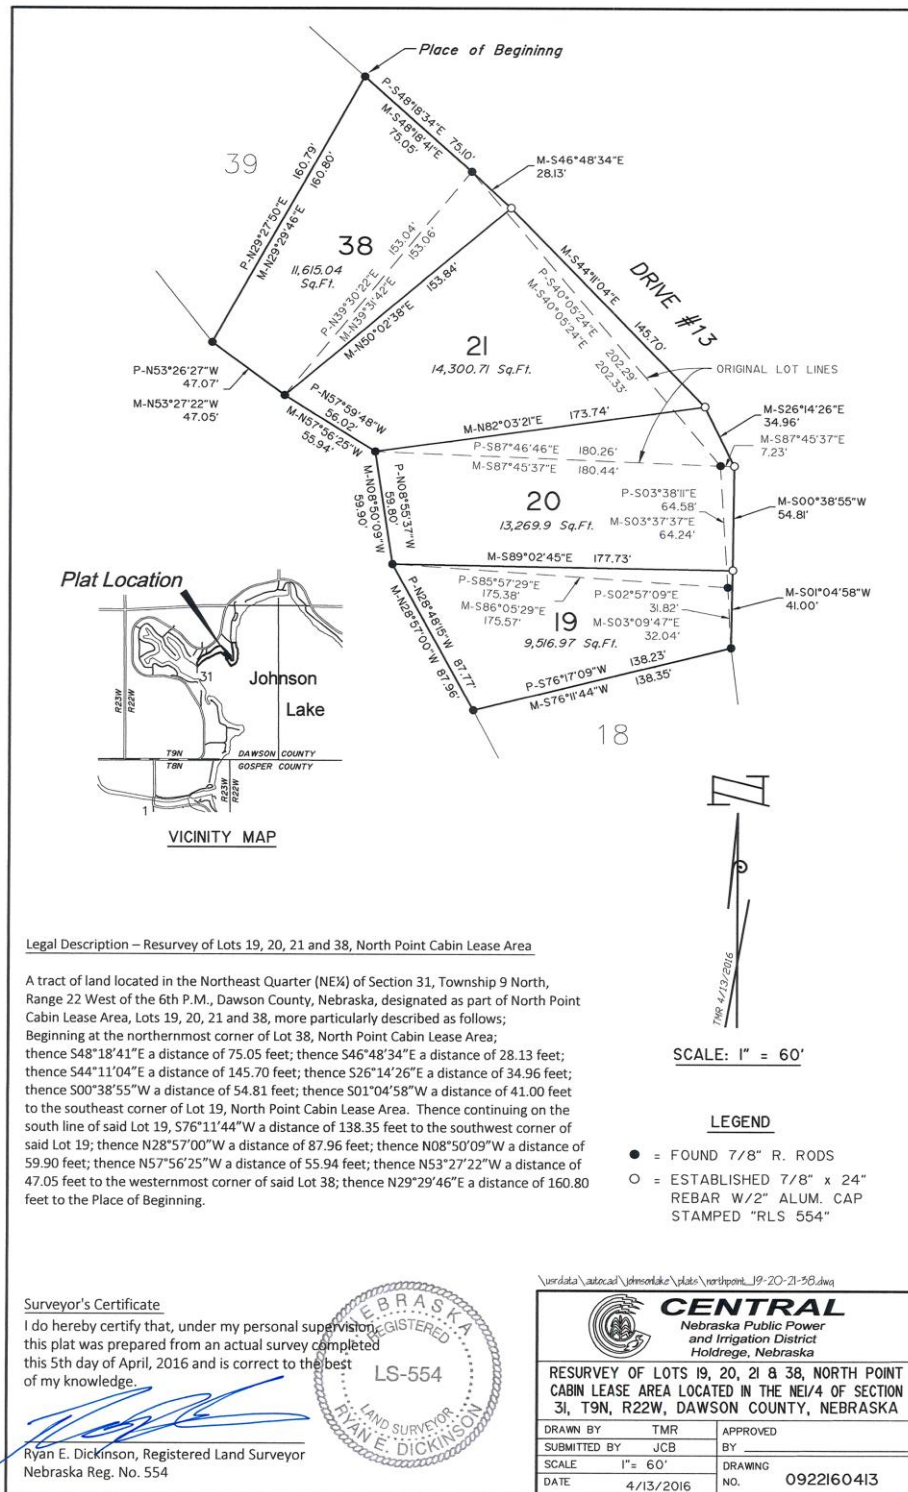 Place of Begininng
P-S48°18'34"E 75.10'
M-S48°18'41"E
75.05'
M-S46°48'34"E
28.13'
39
P-N29°27'50"E 160.79'
M-N29°29'46"E 160.80'
38
11,615.04
Sq.Ft.
P-N39°30'22"E 153.04'
M-N39°31'42"E 153.06'
M-N50°02'38"E 153.84'
M-S44°11'04"E 145.70'
DRIVE #13
P-S40°05'24"E 202.29'
M-S40°05'24"E 202.33'
21
14,300.71 Sq.Ft.
ORIGINAL LOT LINES
P-N53°26'27"W
47.07'
M-N53°27'22"W
47.05'
P-N57°59'48"W
56.02'
M-N57°56'25"W
55.94'
M-N82°03'21"E 173.74'
M-S26°14'26"E
34.96'
M-S87°45'37"E
7.23'
P-S87°46'46"E 180.26'
M-S87°45'37"E 180.44'
P-N08°55'37"W
59.80'
M-N08°50'09"W
59.90'
20
13,269.9 Sq.Ft.
P-S03°38'11"E
64.58'
M-S03°37'37"E
64.24'
M-S00°38'55"W
54.81'
M-S89°02'45"E 177.73'
P-S85°57'29"E
175.38'
M-S86°05'29"E
175.57'
P-S02°57'09"E
31.82'
M-S03°09'47"E
32.04'
M-S01°04'58"W
41.00'
19
9,516.97 Sq.Ft.
P-N28°48'15"W 87.77'
M-N28°57'00"W 87.96'
P-S76°17'09"W 138.23'
M-S76°11'44"W 138.35'
18
Plat Location
31
Johnson
Lake
R23W
R22W
T9N DAWSON COUNTY
T8N GOSPER COUNTY
R23W
R22W
1
VICINITY MAP
N
TMR 4/13/2016
SCALE: 1" = 60'
Legal Description – Resurvey of Lots 19, 20, 21 and 38, North Point Cabin Lease Area
A tract of land located in the Northeast Quarter (NE¼) of Section 31, Township 9 North,
Range 22 West of the 6th P.M., Dawson County, Nebraska, designated as part of North Point
Cabin Lease Area, Lots 19, 20, 21 and 38, more particularly described as follows;
Beginning at the northernmost corner of Lot 38, North Point Cabin Lease Area;
thence S48°18'41"E a distance of 75.05 feet; thence S46°48'34"E a distance of 28.13 feet;
thence S44°11'04"E a distance of 145.70 feet; thence S26°14'26"E a distance of 34.96 feet;
thence S00°38'55"W a distance of 54.81 feet; thence S01°04'58"W a distance of 41.00 feet
to the southeast corner of Lot 19, North Point Cabin Lease Area.  Thence continuing on the
south line of said Lot 19, S76°11'44"W a distance of 138.35 feet to the southwest corner of
said Lot 19; thence N28°57'00"W a distance of 87.96 feet; thence N08°50'09"W a distance of
59.90 feet; thence N57°56'25"W a distance of 55.94 feet; thence N53°27'22"W a distance of
47.05 feet to the westernmost corner of said Lot 38; thence N29°29'46"E a distance of 160.80
feet to the Place of Beginning.
LEGEND
= FOUND 7/8" R. RODS
= ESTABLISHED 7/8" x 24"
REBAR W/2" ALUM. CAP
STAMPED "RLS 554"
Surveyor's Certificate
I do hereby certify that, under my personal supervision,
this plat was prepared from an actual survey completed
this 5th day of April, 2016 and is correct to the best
of my knowledge.
Ryan E. Dickinson, Registered Land Surveyor
Nebraska Reg. No. 554
NEBRASKA
REGISTERED
LS-554
LAND SURVEYOR
RYAN E. DICKINSON
\usrdata\autocad\johnsonlake\plats\northpoint_19-20-21-38.dwg
CENTRAL
Nebraska Public Power
and Irrigation District
Holdrege, Nebraska
RESURVEY OF LOTS 19, 20, 21 & 38, NORTH POINT
CABIN LEASE AREA LOCATED IN THE NE1/4 OF SECTION
31, T9N, R22W, DAWSON COUNTY, NEBRASKA
DRAWN BY TMR
SUBMITTED BY JCB
SCALE 1"= 60'
DATE 4/13/2016
APPROVED
BY
DRAWING
NO. 0922160413